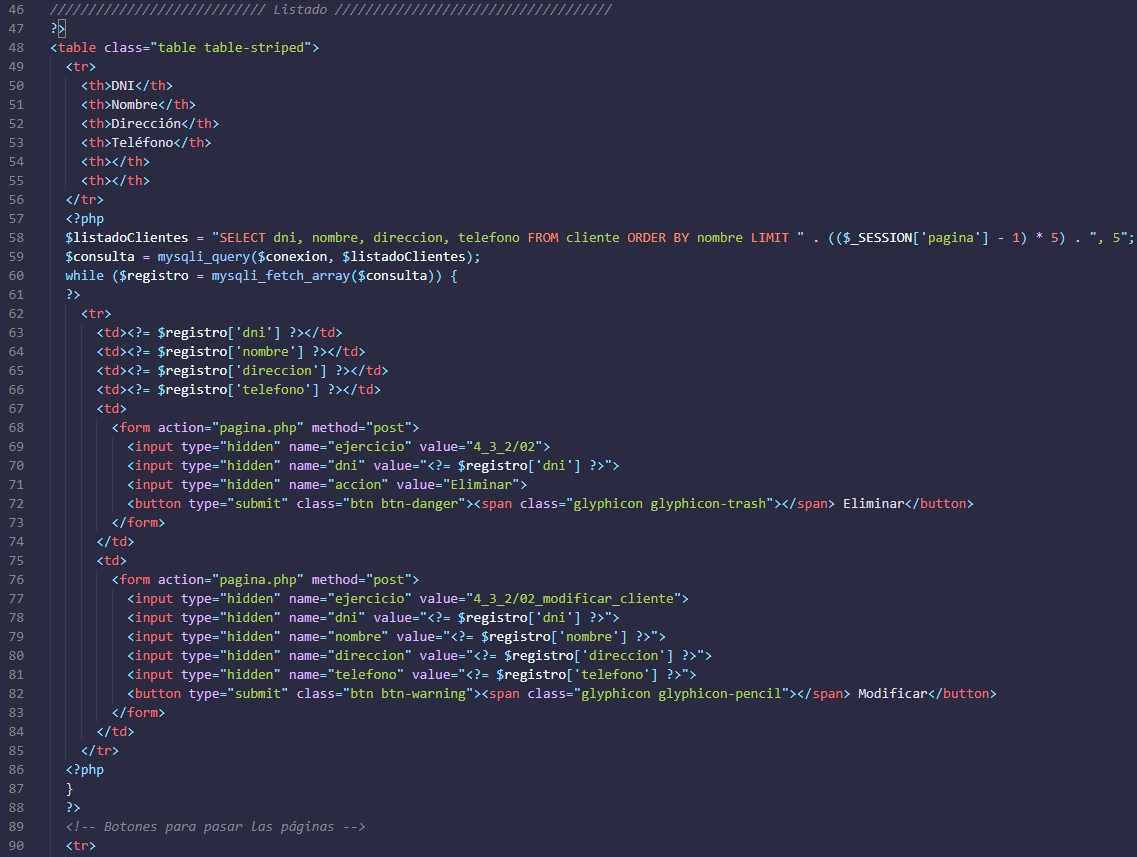 46 //////////////////////////// Listado ////////////////////////////////////
47 ?>
48 <table class="table table-striped">
49   <tr>
50     <th>DNI</th>
51     <th>Nombre</th>
52     <th>Dirección</th>
53     <th>Teléfono</th>
54     <th></th>
55     <th></th>
56   </tr>
57   <?php
58   $listadoClientes = "SELECT dni, nombre, direccion, telefono FROM cliente ORDER BY nombre LIMIT " . (($_SESSION['pagina'] - 1) * 5) . ", 5";
59   $consulta = mysqli_query($conexion, $listadoClientes);
60   while ($registro = mysqli_fetch_array($consulta)) {
61   ?>
62     <tr>
63       <td><?= $registro['dni'] ?></td>
64       <td><?= $registro['nombre'] ?></td>
65       <td><?= $registro['direccion'] ?></td>
66       <td><?= $registro['telefono'] ?></td>
67       <td>
68         <form action="pagina.php" method="post">
69           <input type="hidden" name="ejercicio" value="4_3_2/02">
70           <input type="hidden" name="dni" value="<?= $registro['dni'] ?>">
71           <input type="hidden" name="accion" value="Eliminar">
72           <button type="submit" class="btn btn-danger"><span class="glyphicon glyphicon-trash"></span> Eliminar</button>
73         </form>
74       </td>
75       <td>
76         <form action="pagina.php" method="post">
77           <input type="hidden" name="ejercicio" value="4_3_2/02_modificar_cliente">
78           <input type="hidden" name="dni" value="<?= $registro['dni'] ?>">
79           <input type="hidden" name="nombre" value="<?= $registro['nombre'] ?>">
80           <input type="hidden" name="direccion" value="<?= $registro['direccion'] ?>">
81           <input type="hidden" name="telefono" value="<?= $registro['telefono'] ?>">
82           <button type="submit" class="btn btn-warning"><span class="glyphicon glyphicon-pencil"></span> Modificar</button>
83         </form>
84       </td>
85     </tr>
86   <?php
87   }
88   ?>
89   <!-- Botones para pasar las páginas -->
90   <tr>